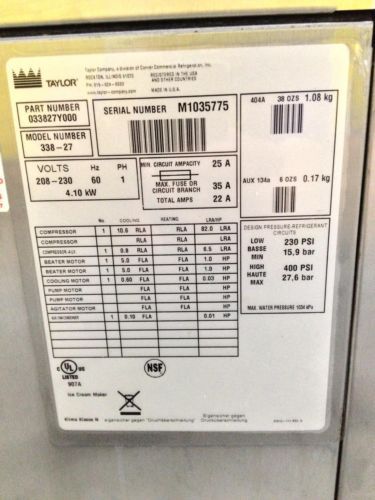 TAYLOR®
Taylor Company, a division of Carrier Commercial Refrigeration, Inc.
ROCKTON, ILLINOIS 61072
REGISTERED IN THE USA
AND OTHER COUNTRIES
MADE IN U.S.A.
PART NUMBER
033827Y000
SERIAL NUMBER M1035775
MODEL NUMBER
338-27
404A 38 OZS 1.08 kg
VOLTS Hz PH
208-230 60 1
4.10 kW
MIN. CIRCUIT AMPACITY 25 A
MAX. FUSE OR
CIRCUIT BRANCH 35 A
TOTAL AMPS 22 A
AUX 134a 6 OZS 0.17 kg
No. COOLING HEATING LRA/HP
COMPRESSOR 1 10.6 RLA RLA 82.0 LRA
COMPRESSOR RLA RLA LRA
COMPRESSOR-AUX 1 0.9 RLA RLA 6.5 LRA
BEATER MOTOR 1 5.0 FLA FLA 1.0 HP
BEATER MOTOR 1 5.0 FLA FLA 1.0 HP
COOLING MOTOR 1 0.60 FLA FLA 0.03 HP
PUMP MOTOR FLA FLA HP
PUMP MOTOR FLA FLA HP
AGITATOR MOTOR FLA FLA HP
1 0.10 FLA 0.01 HP
DESIGN PRESSURE-REFRIGERANT
CIRCUITS
LOW 230 PSI
BASSE 15,9 bar
MIN
HIGH 400 PSI
HAUTE 27,6 bar
MAX
MAX. WATER PRESSURE 1034 kPa
C UL US
LISTED
907A
Ice Cream Maker
NSF
Klima Klasse N